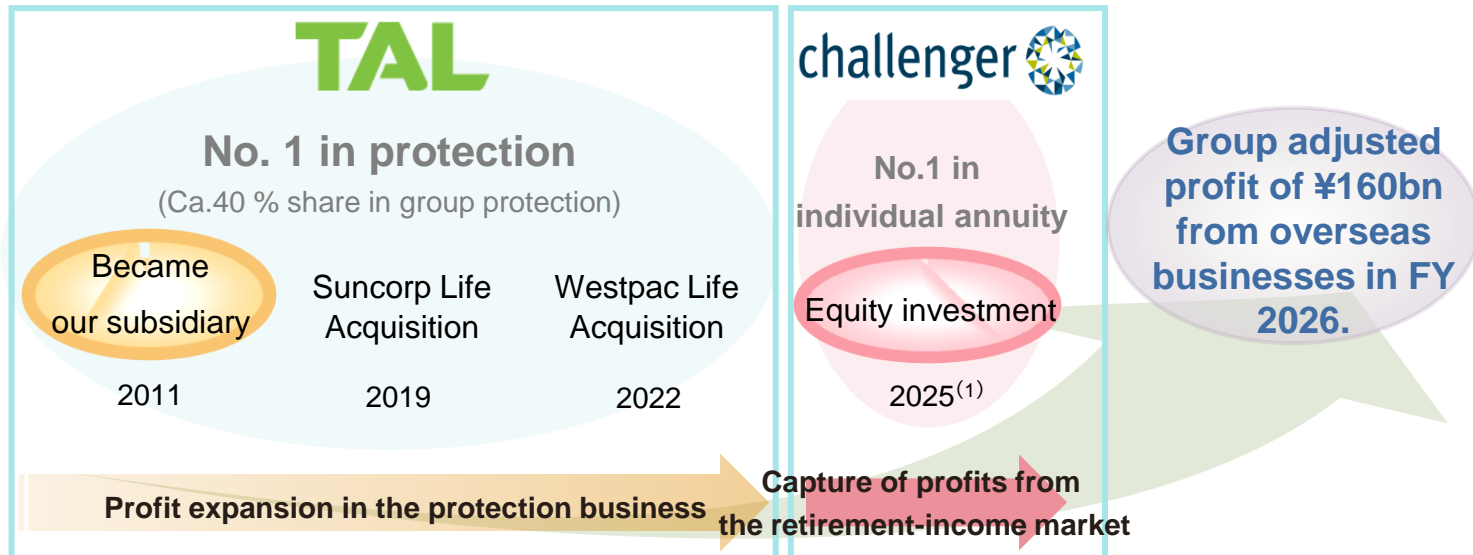 TAL
No. 1 in protection
(Ca.40 % share in group protection)
Became
our subsidiary
2011
Suncorp Life
Acquisition
2019
Westpac Life
Acquisition
2022
Profit expansion in the protection business
challenger
No.1 in
individual annuity
Equity investment
2025(1)
Capture of profits from
the retirement-income market
Group adjusted
profit of ¥160bn
from overseas
businesses in FY
2026.